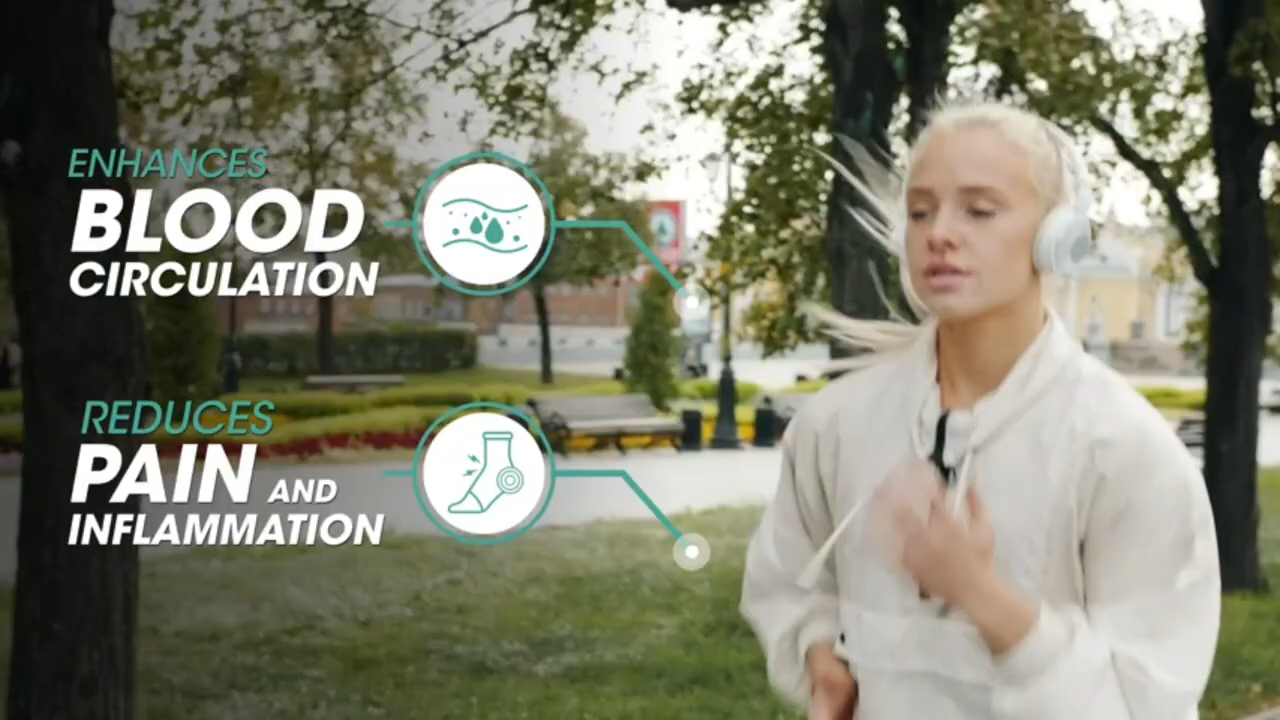 ENHANCES
BLOOD
CIRCULATION
REDUCES
PAIN AND
INFLAMMATION